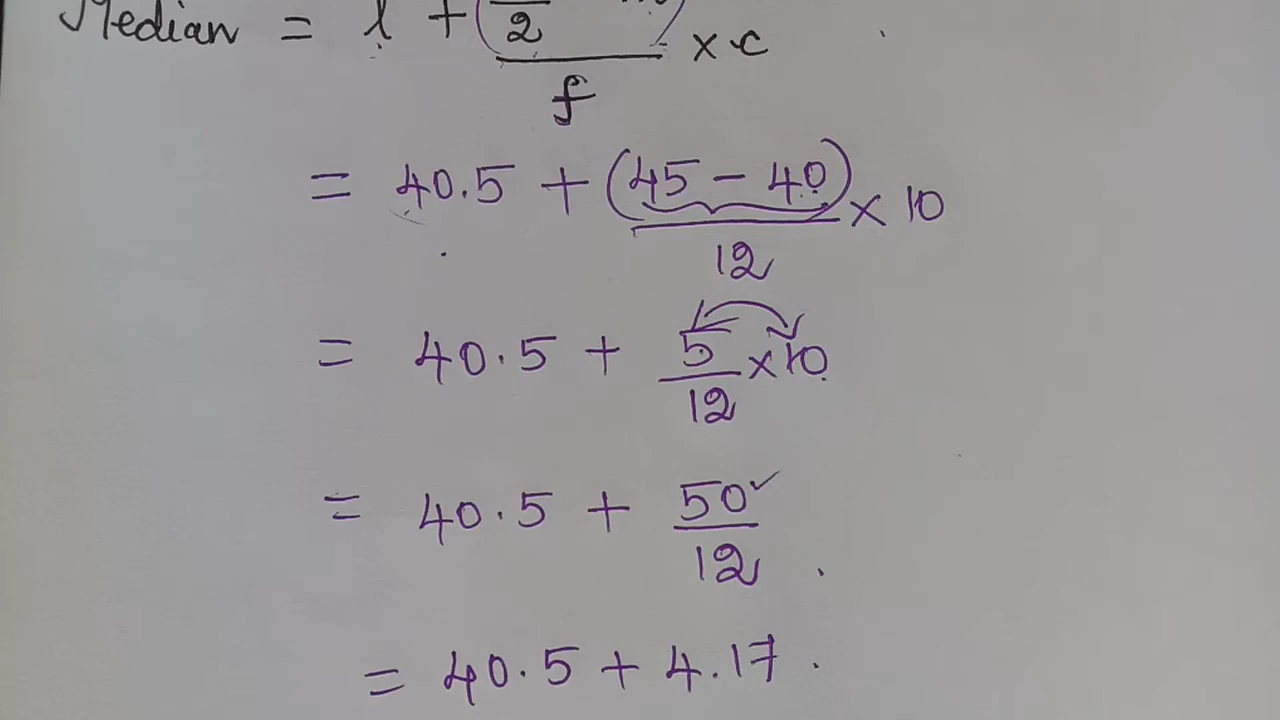 Median = l + (/2 ) / f × c
= 40.5 + (45 - 40) / 12 × 10
= 40.5 + 5/12 × 10
= 40.5 + 50/12
= 40.5 + 4.17